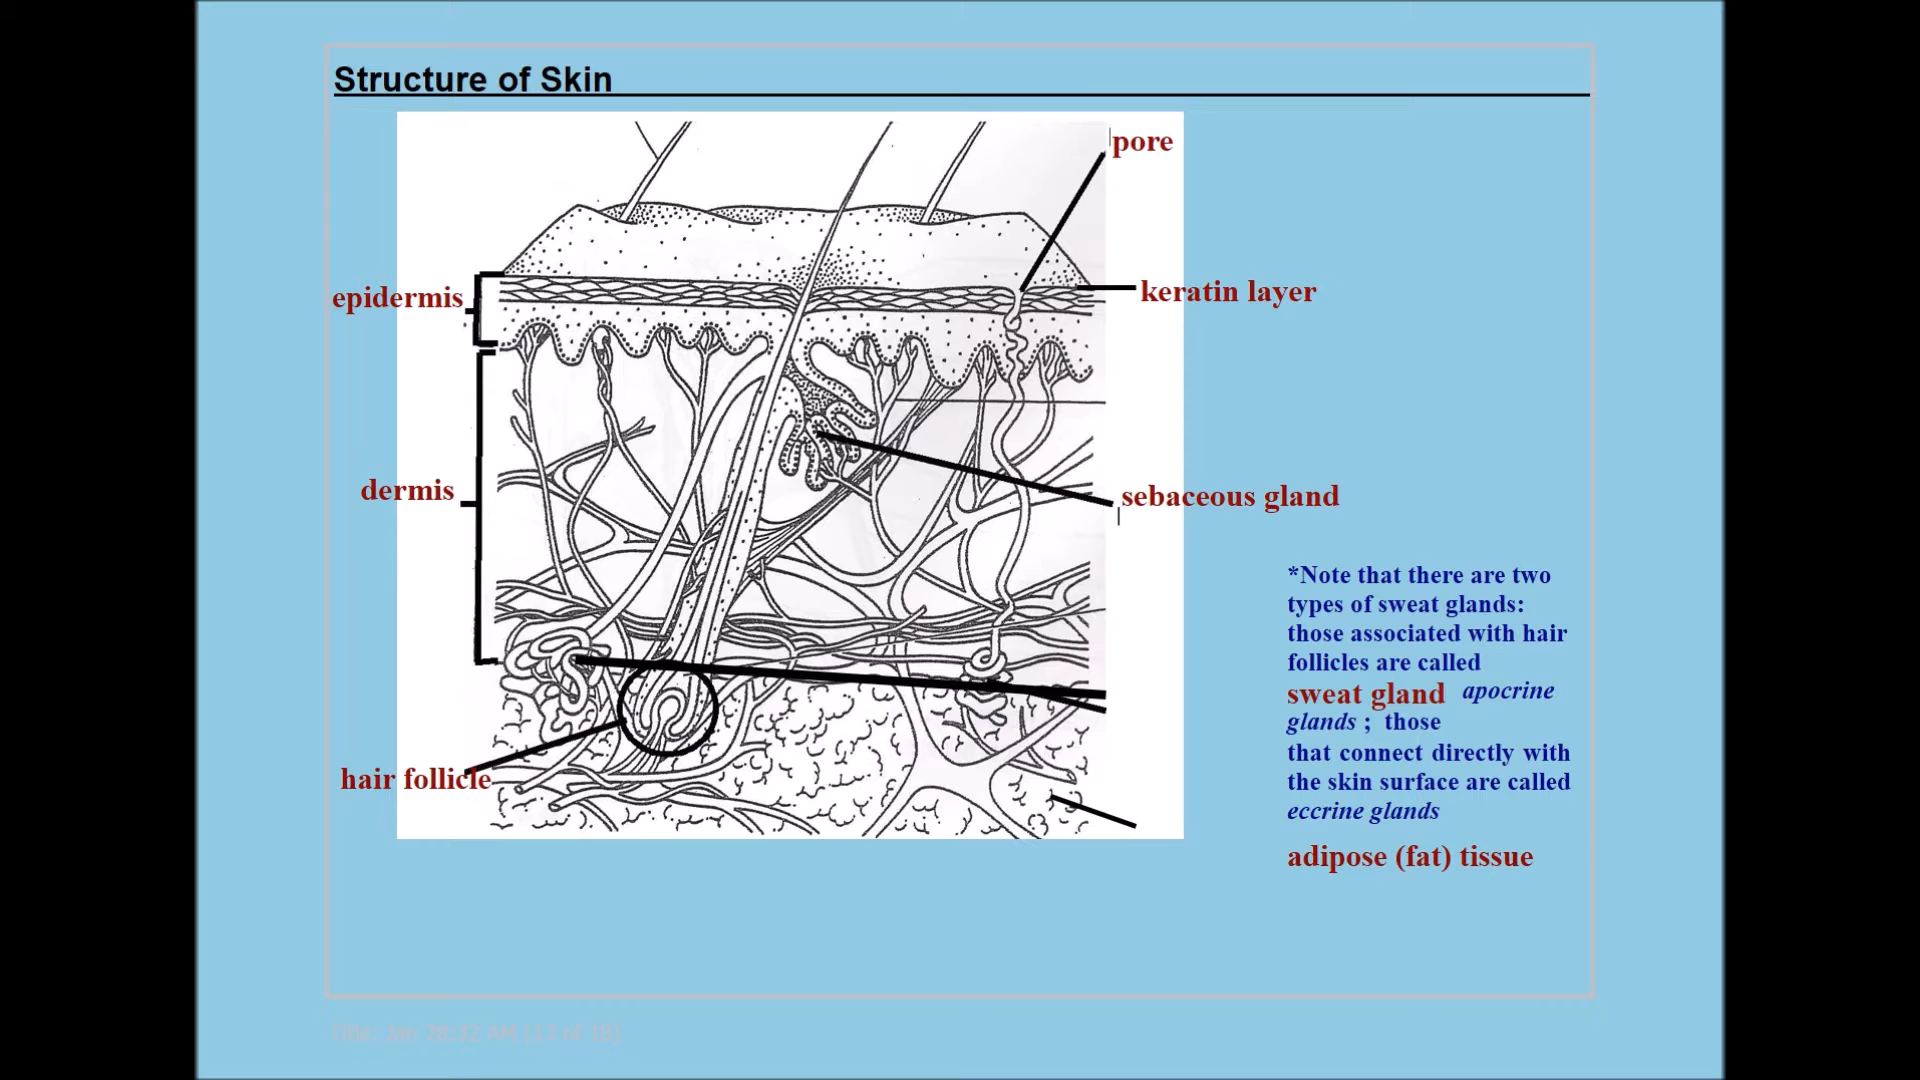 Structure of Skin
pore
epidermis
keratin layer
dermis
sebaceous gland
*Note that there are two
types of sweat glands:
those associated with hair
follicles are called
sweat gland apocrine
glands ; those
that connect directly with
the skin surface are called
eccrine glands
hair follicle
adipose (fat) tissue